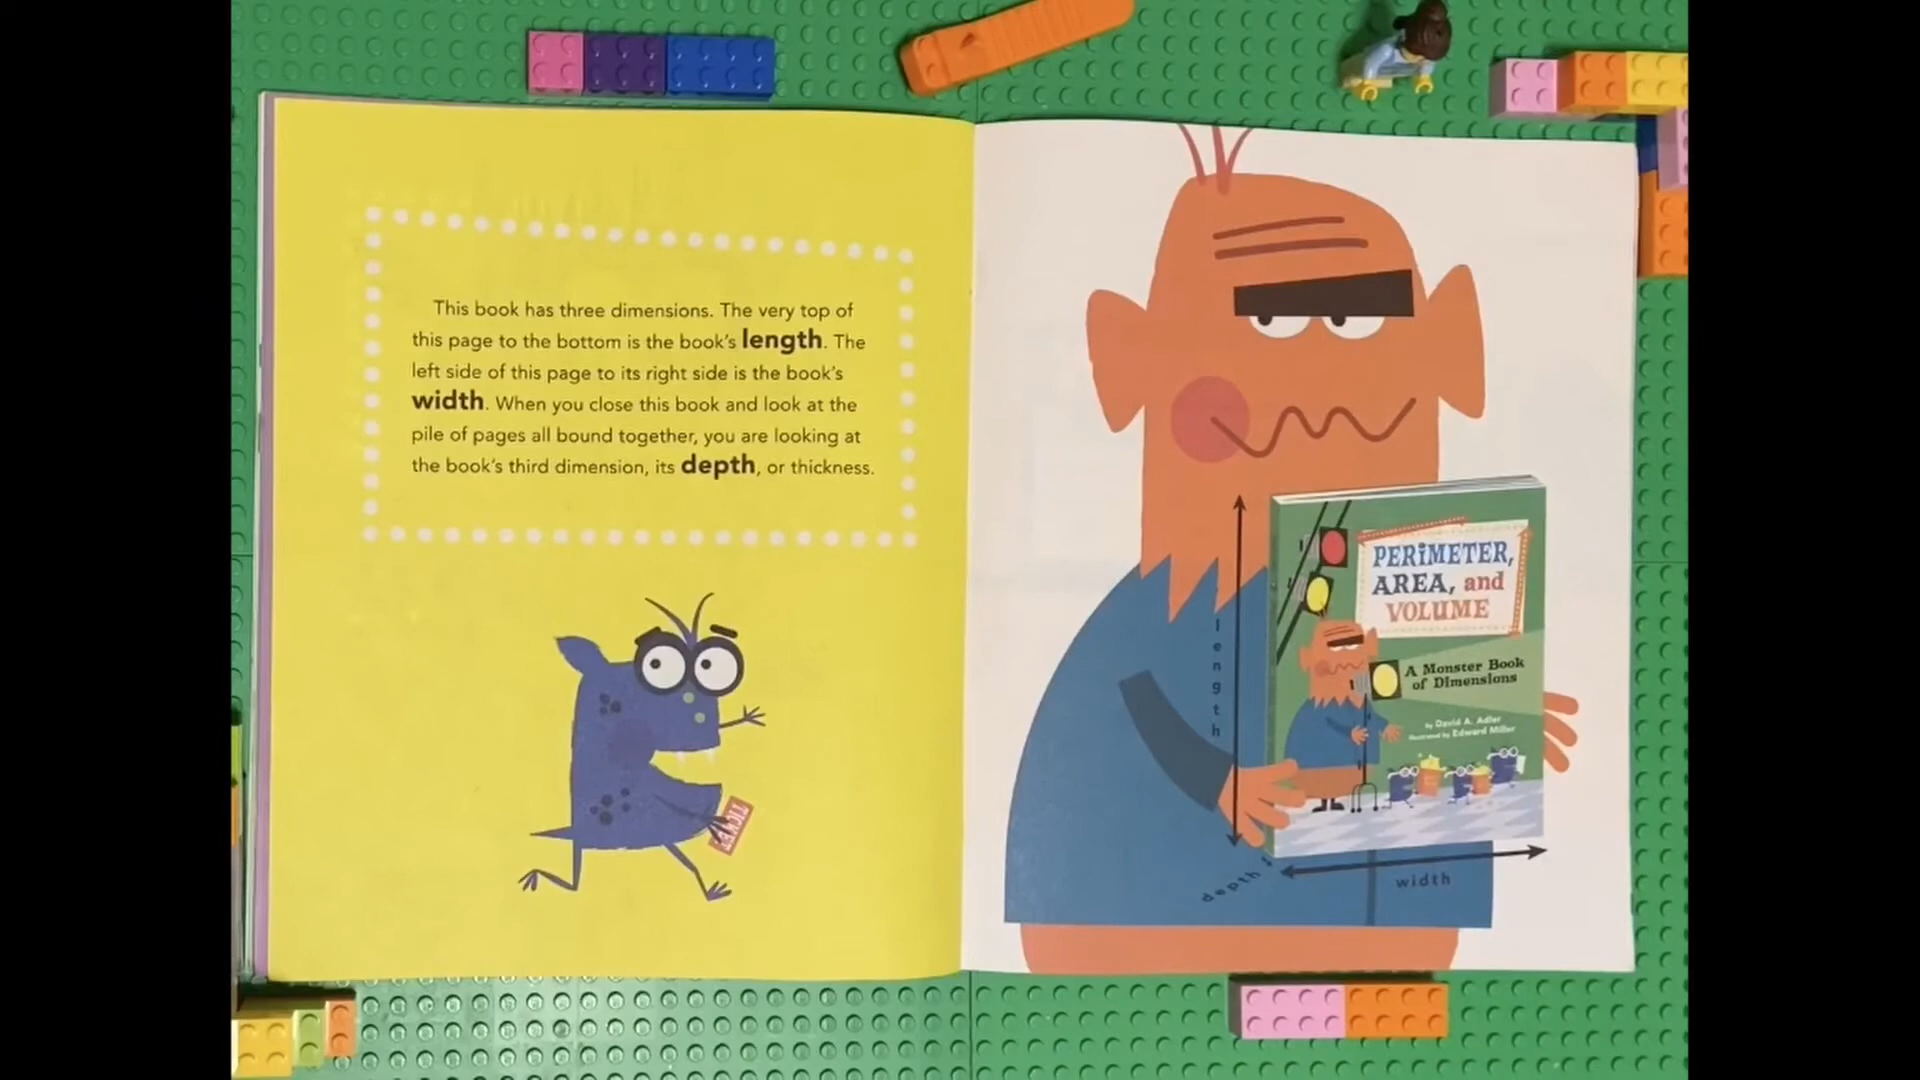 This book has three dimensions. The very top of
this page to the bottom is the book's length. The
left side of this page to its right side is the book's
width. When you close this book and look at the
pile of pages all bound together, you are looking at
the book's third dimension, its depth, or thickness.
TICKET
length
PERIMETER,
AREA, and
VOLUME
A Monster Book
of Dimensions
by David A. Adler
illustrated by Edward Miller
depth
width